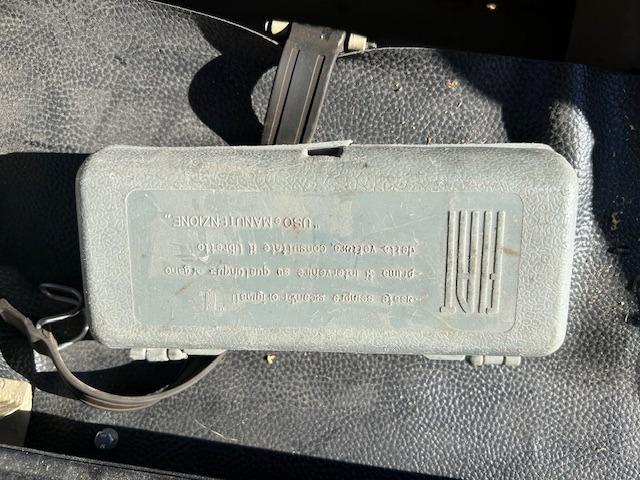 FIAT
- usate sempre ricambi originali
- prima di intervenire su qualunque organo
della vettura, consultate il libretto
"USO e MANUTENZIONE"